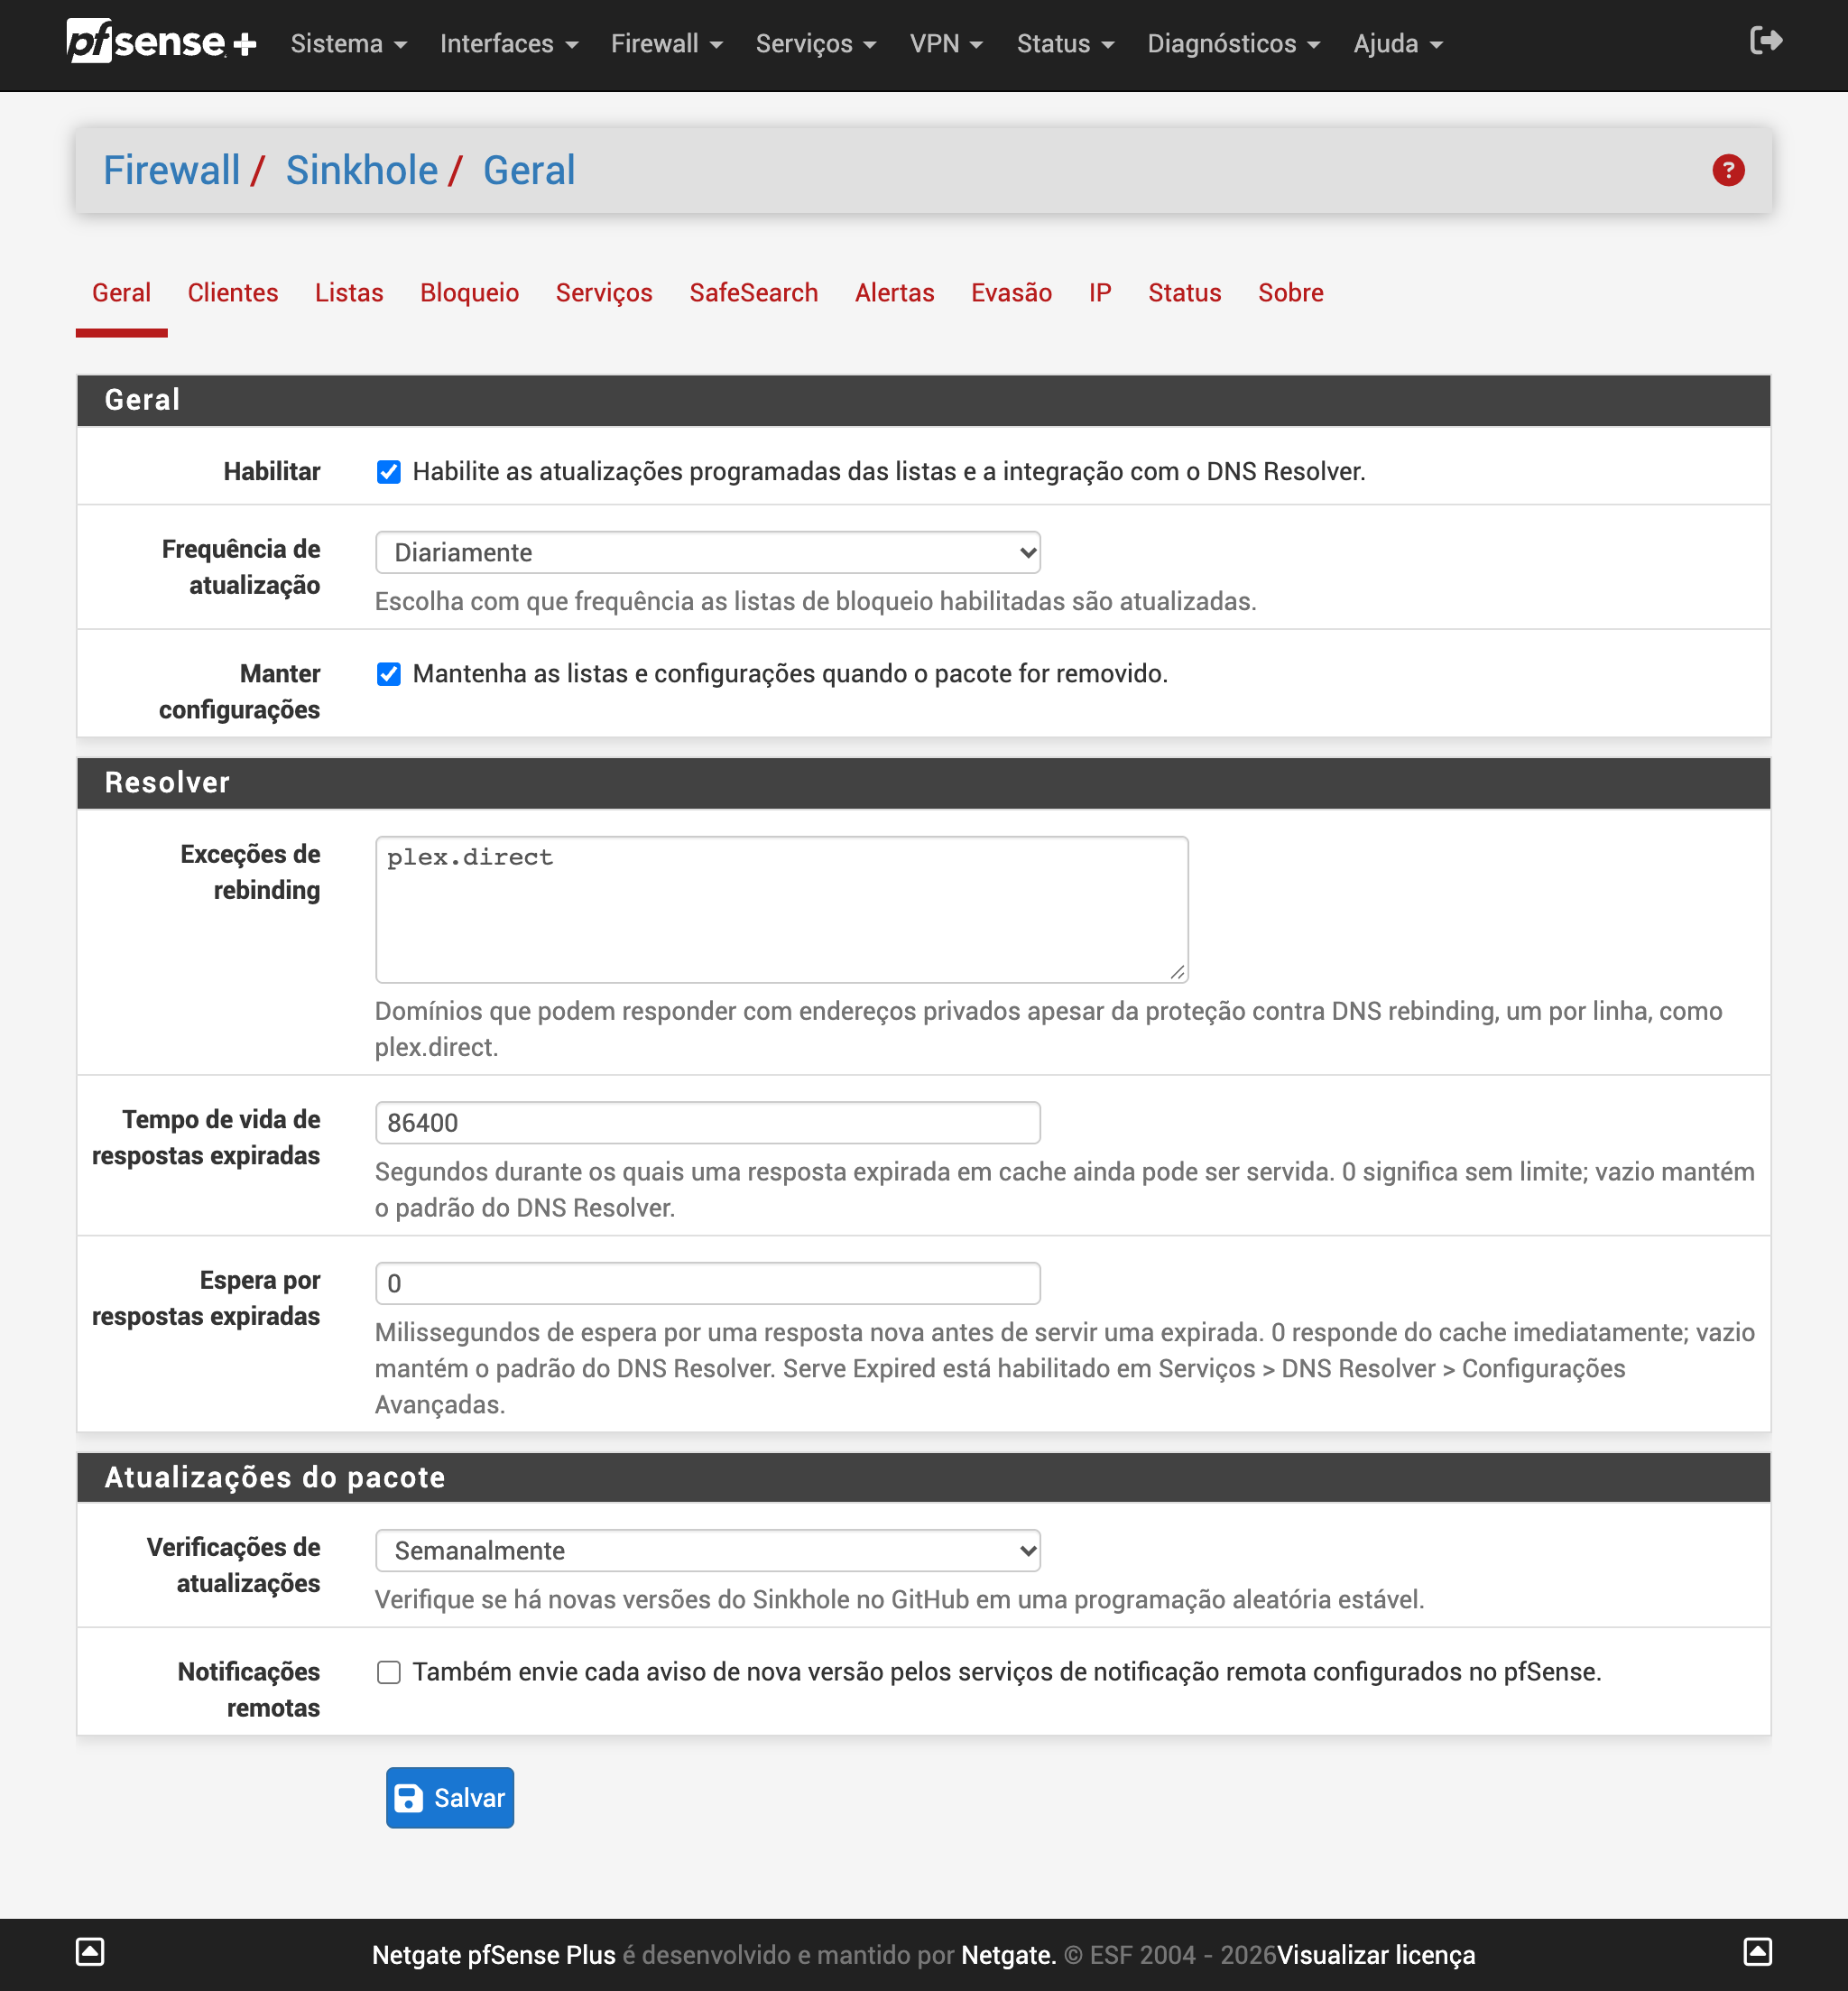 pfsense+ Sistema Interfaces Firewall Serviços VPN Status Diagnósticos Ajuda
Firewall / Sinkhole / Geral
?
Geral Clientes Listas Bloqueio Serviços SafeSearch Alertas Evasão IP Status Sobre
Geral
Habilitar Habilite as atualizações programadas das listas e a integração com o DNS Resolver.
Frequência de atualização
Diariamente
Escolha com que frequência as listas de bloqueio habilitadas são atualizadas.
Manter configurações
Mantenha as listas e configurações quando o pacote for removido.
Resolver
Exceções de
rebinding
plex.direct
Domínios que podem responder com endereços privados apesar da proteção contra DNS rebinding, um por linha, como
plex.direct.
Tempo de vida de
respostas expiradas
86400
Segundos durante os quais uma resposta expirada em cache ainda pode ser servida. 0 significa sem limite; vazio mantém
o padrão do DNS Resolver.
Espera por
respostas expiradas
0
Milissegundos de espera por uma resposta nova antes de servir uma expirada. 0 responde do cache imediatamente; vazio
mantém o padrão do DNS Resolver. Serve Expired está habilitado em Serviços > DNS Resolver > Configurações
Avançadas.
Atualizações do pacote
Verificações de
atualizações
Semanalmente
Verifique se há novas versões do Sinkhole no GitHub em uma programação aleatória estável.
Notificações
remotas
Também envie cada aviso de nova versão pelos serviços de notificação remota configurados no pfSense.
Salvar
Netgate pfSense Plus é desenvolvido e mantido por Netgate. © ESF 2004 - 2026Visualizar licença